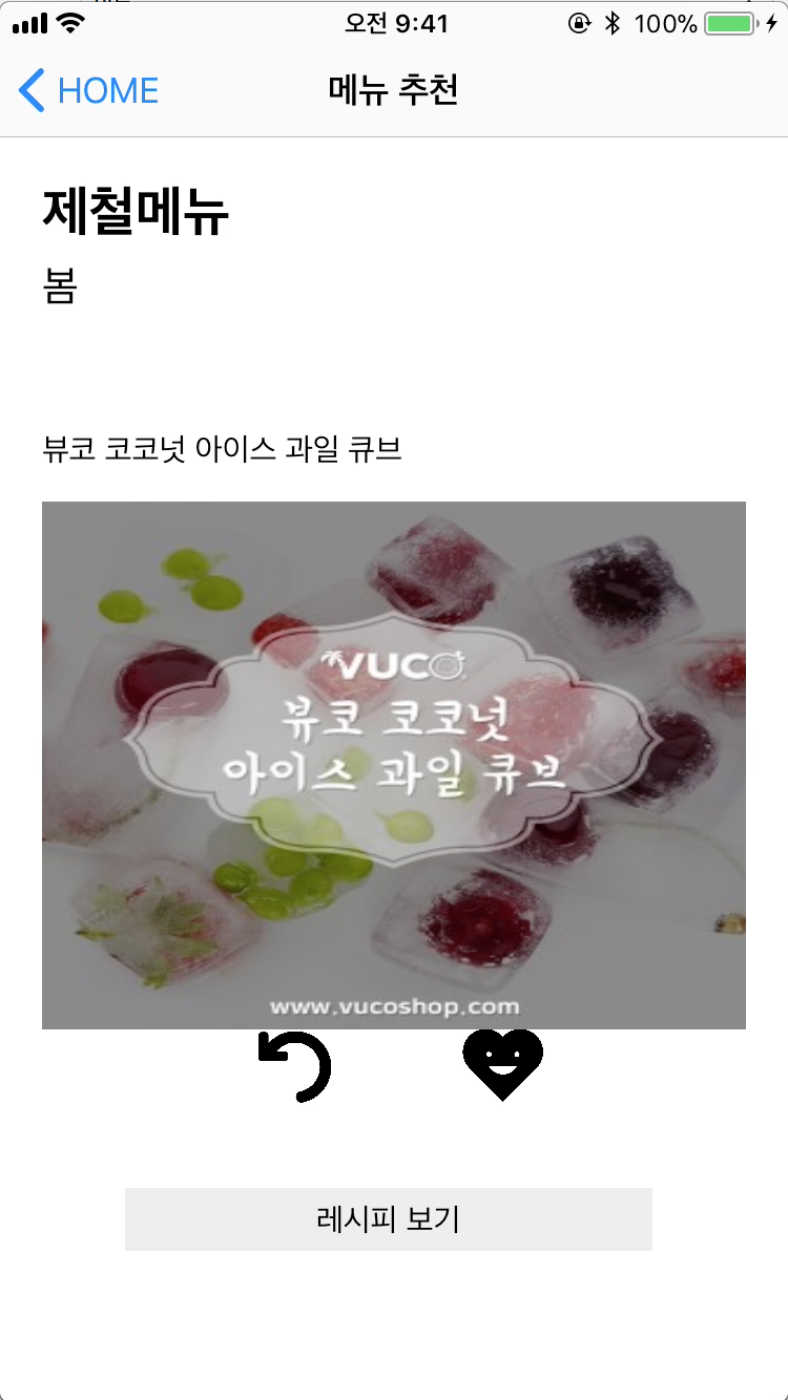 오전 9:41
100%
HOME
메뉴 추천
제철메뉴
봄
뷰코 코코넛 아이스 과일 큐브
VUCO
뷰코 코코넛
아이스 과일 큐브
www.vucoshop.com
레시피 보기